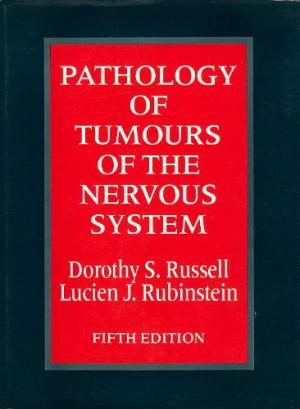 PATHOLOGY
OF
TUMOURS
OF THE
NERVOUS
SYSTEM
Dorothy S. Russell
Lucien J. Rubinstein
FIFTH EDITION